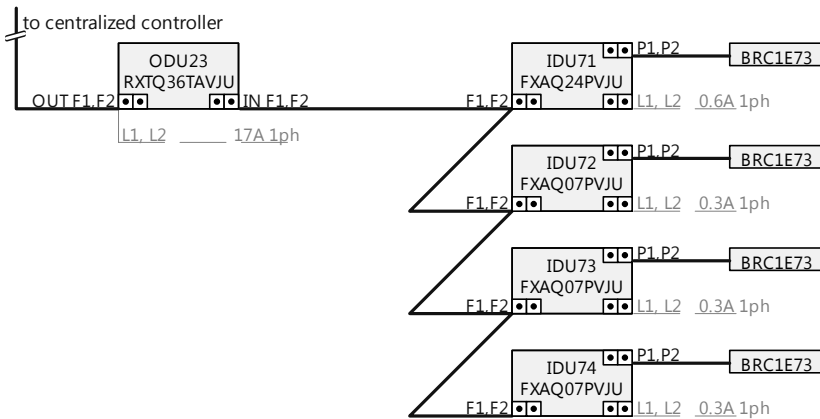 to centralized controller
ODU23
RXTQ36TAVJU
OUT F1,F2
IN F1,F2
L1, L2 17A 1ph
IDU71
FXAQ24PVJU
P1,P2
BRC1E73
F1,F2
L1, L2 0.6A 1ph
IDU72
FXAQ07PVJU
P1,P2
BRC1E73
F1,F2
L1, L2 0.3A 1ph
IDU73
FXAQ07PVJU
P1,P2
BRC1E73
F1,F2
L1, L2 0.3A 1ph
IDU74
FXAQ07PVJU
P1,P2
BRC1E73
F1,F2
L1, L2 0.3A 1ph